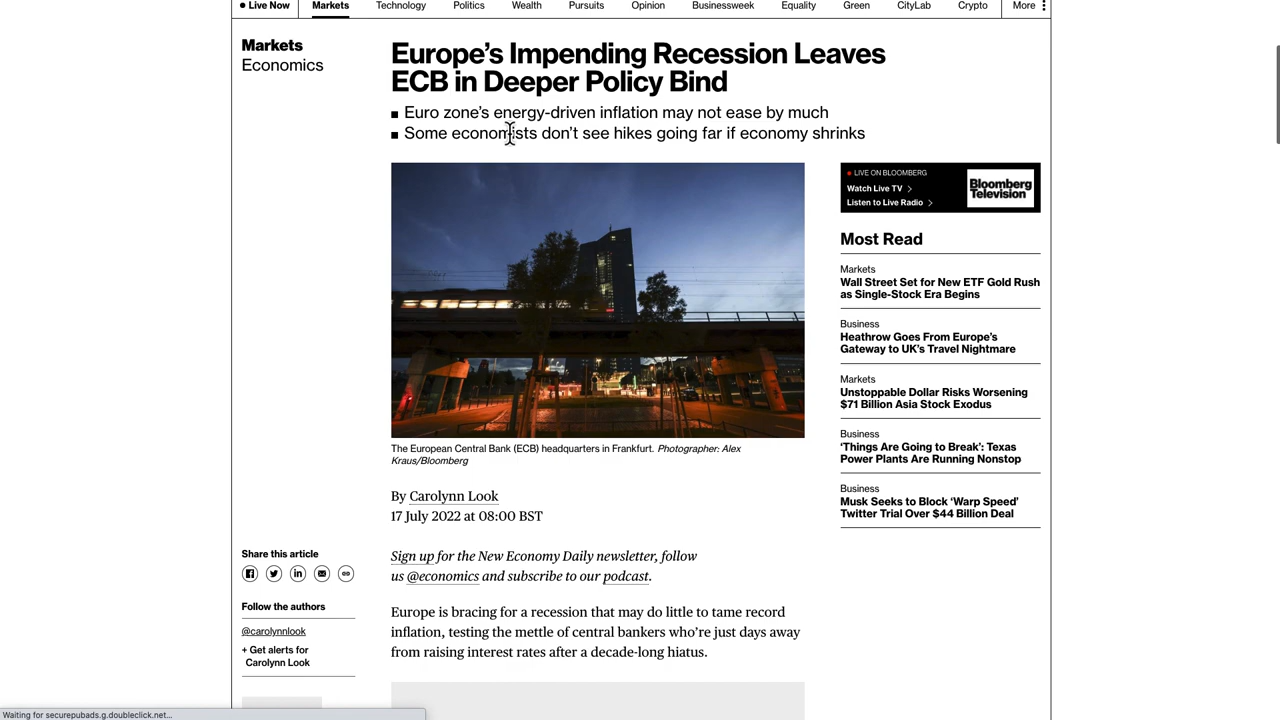 Live Now
Markets
Technology
Politics
Wealth
Pursuits
Opinion
Businessweek
Equality
Green
CityLab
Crypto
More
Markets
Economics
Europe’s Impending Recession Leaves
ECB in Deeper Policy Bind
Euro zone’s energy-driven inflation may not ease by much
Some economists don’t see hikes going far if economy shrinks
The European Central Bank (ECB) headquarters in Frankfurt. Photographer: Alex
Kraus/Bloomberg
By Carolynn Look
17 July 2022 at 08:00 BST
Share this article
Follow the authors
@carolynnlook
+ Get alerts for
Carolynn Look
Sign up for the New Economy Daily newsletter, follow
us @economics and subscribe to our podcast.
Europe is bracing for a recession that may do little to tame record
inflation, testing the mettle of central bankers who’re just days away
from raising interest rates after a decade-long hiatus.
LIVE ON BLOOMBERG
Watch Live TV
Listen to Live Radio
Bloomberg
Television
Most Read
Markets
Wall Street Set for New ETF Gold Rush
as Single-Stock Era Begins
Business
Heathrow Goes From Europe’s
Gateway to UK’s Travel Nightmare
Markets
Unstoppable Dollar Risks Worsening
$71 Billion Asia Stock Exodus
Business
‘Things Are Going to Break’: Texas
Power Plants Are Running Nonstop
Business
Musk Seeks to Block ‘Warp Speed’
Twitter Trial Over $44 Billion Deal
Waiting for securepubads.g.doubleclick.net...